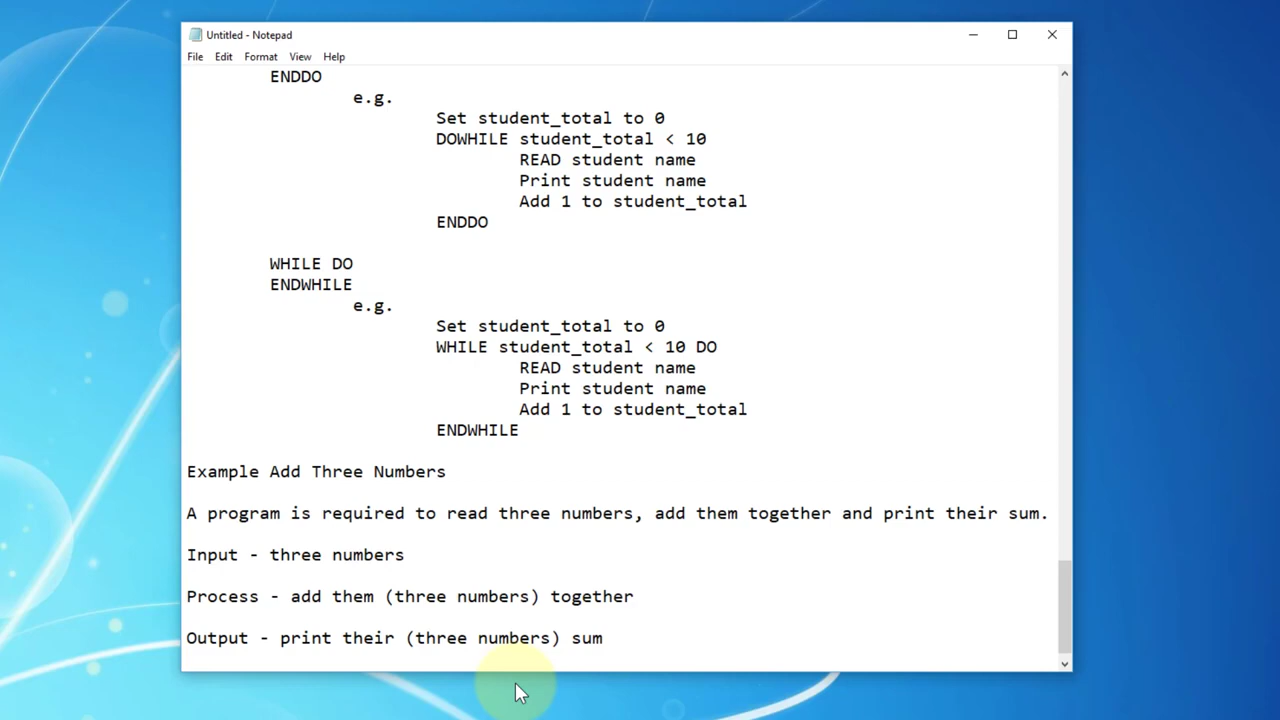 Untitled - Notepad
File Edit Format View Help
ENDDO
e.g.
Set student_total to 0
DOWHILE student_total < 10
READ student name
Print student name
Add 1 to student_total
ENDDO
WHILE DO
ENDWHILE
e.g.
Set student_total to 0
WHILE student_total < 10 DO
READ student name
Print student name
Add 1 to student_total
ENDWHILE
Example Add Three Numbers
A program is required to read three numbers, add them together and print their sum.
Input - three numbers
Process - add them (three numbers) together
Output - print their (three numbers) sum